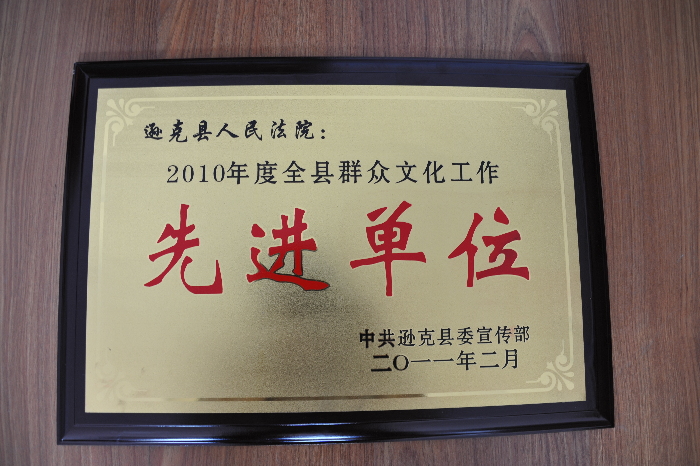 逊克县人民法院：
2010年度全县群众文化工作
先进单位
中共逊克县委宣传部
二〇一一年二月